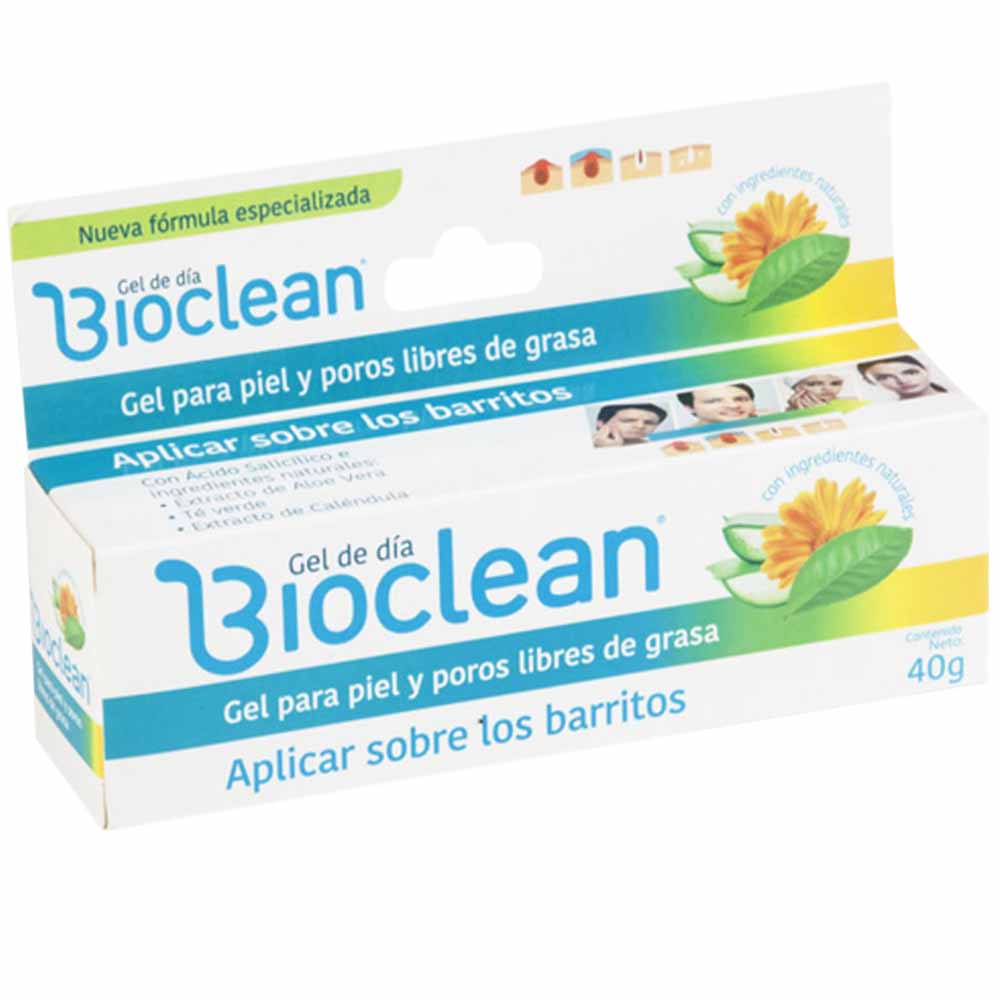 Nueva fórmula especializada
con ingredientes naturales
Gel de día
Bioclean®
Gel para piel y poros libres de grasa
Aplicar sobre los barritos
Con Ácido Salicílico e
ingredientes naturales:
• Extracto de Aloe Vera
• Té verde
• Extracto de Caléndula
con ingredientes naturales
Gel de día
Bioclean®
Gel para piel y poros libres de grasa
Contenido
Neto:
40g
Aplicar sobre los barritos
Bioclean